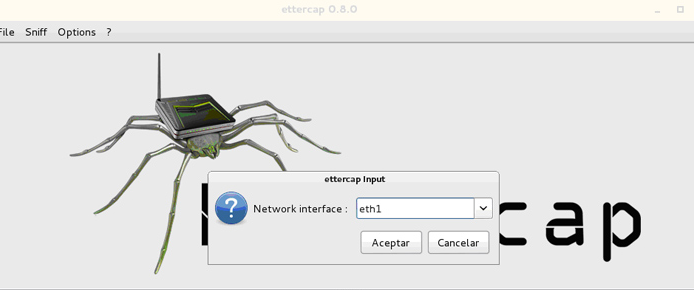 ettercap 0.8.0
File Sniff Options ?
ettercap Input
Network interface :
eth1
Aceptar Cancelar
cap